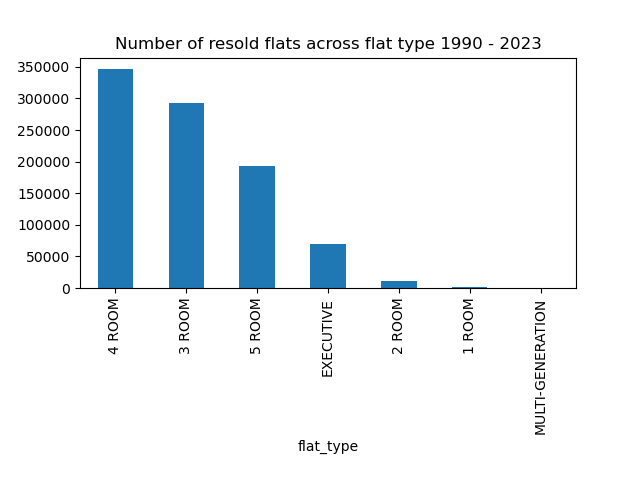 Number of resold flats across flat type 1990 - 2023
350000
300000
250000
200000
150000
100000
50000
0
4 ROOM
3 ROOM
5 ROOM
EXECUTIVE
2 ROOM
1 ROOM
MULTI-GENERATION
flat_type